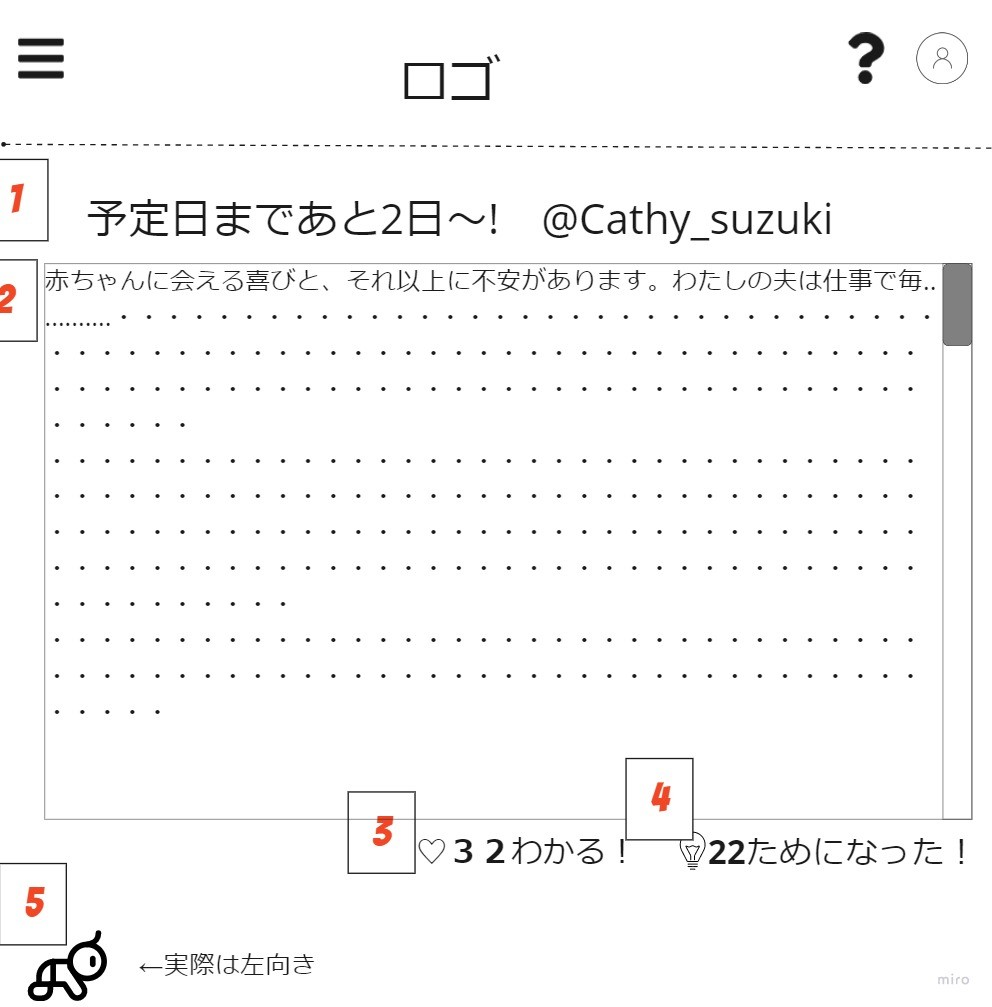 ロゴ
?
1
予定日まであと2日〜!　@Cathy_suzuki
2
赤ちゃんに会える喜びと、それ以上に不安があります。わたしの夫は仕事で毎..
..........・・・・・・・・・・・・・・・・・・・・・・・・・・・・・・・・・
・・・・・・・・・・・・・・・・・・・・・・・・・・・・・・・・・・・
・・・・・・・・・・・・・・・・・・・・・・・・・・・・・・・・・・・
・・・・・・
・・・・・・・・・・・・・・・・・・・・・・・・・・・・・・・・・・・
・・・・・・・・・・・・・・・・・・・・・・・・・・・・・・・・・・・
・・・・・・・・・・・・・・・・・・・・・・・・・・・・・・・・・・・
・・・・・・・・・・・・・・・・・・・・・・・・・・・・・・・・・・・
・・・・・・・・・・
・・・・・・・・・・・・・・・・・・・・・・・・・・・・・・・・・・・
・・・・・・・・・・・・・・・・・・・・・・・・・・・・・・・・・・・
・・・・・
3
4
♡３２わかる！
22ためになった！
5
←実際は左向き
miro